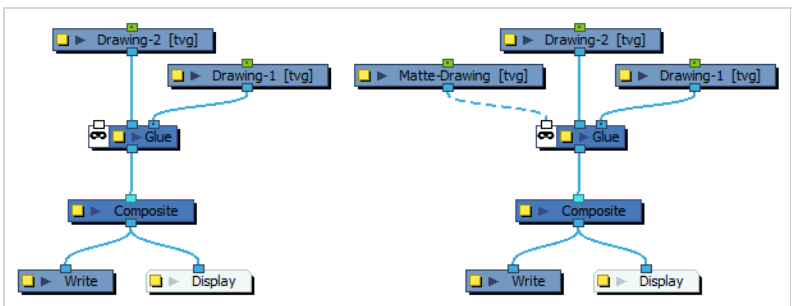 Drawing-2 [tvg]
Drawing-1 [tvg]
Glue
Composite
Write
Display
Drawing-2 [tvg]
Matte-Drawing [tvg]
Drawing-1 [tvg]
Glue
Composite
Write
Display